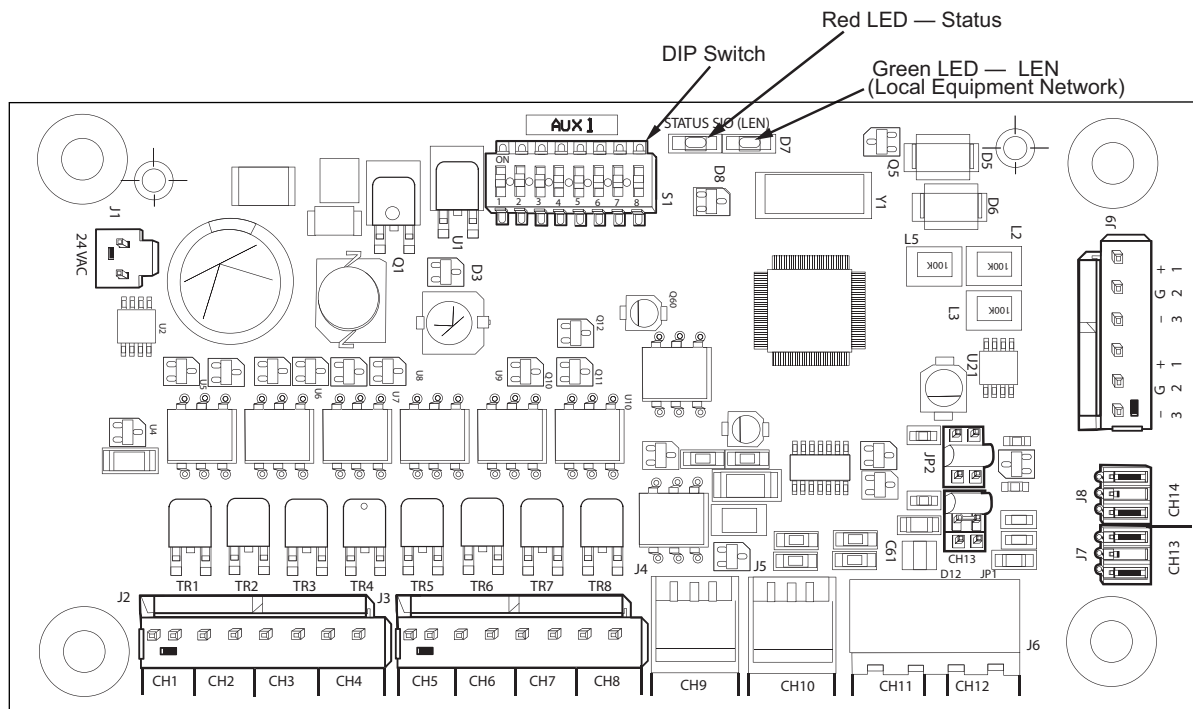 Red LED — Status
DIP Switch
Green LED — LEN
(Local Equipment Network)
AUX 1
STATUS SIO (LEN)
ON
1 2 3 4 5 6 7 8
S1
D7
D8
Q5
D5
D6
Y1
J1
24 VAC
U2
Q1
U1
D3
Q12
Q60
L5
L2
L3
100K
100K
100K
J9
+ 1
G 2
− 3
+ 1
G 2
− 3
U21
U4
U5
U6
U7
U8
U9
Q10
Q11
U10
JP2
J8
CH14
J7
CH13
CH13
C61
D12
JP1
J4
J5
TR1 TR2 TR3 TR4 TR5 TR6 TR7 TR8
J2
J3
J6
CH1 CH2 CH3 CH4 CH5 CH6 CH7 CH8 CH9 CH10 CH11 CH12